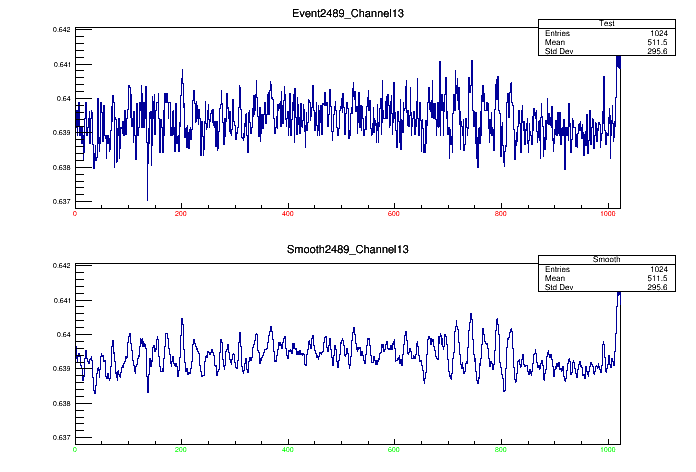 Event2489_Channel13
Test
Entries 1024
Mean 511.5
Std Dev 295.6
0.642
0.641
0.64
0.639
0.638
0.637
0 200 400 600 800 1000
Smooth2489_Channel13
Smooth
Entries 1024
Mean 511.5
Std Dev 295.6
0.642
0.641
0.64
0.639
0.638
0.637
0 200 400 600 800 1000